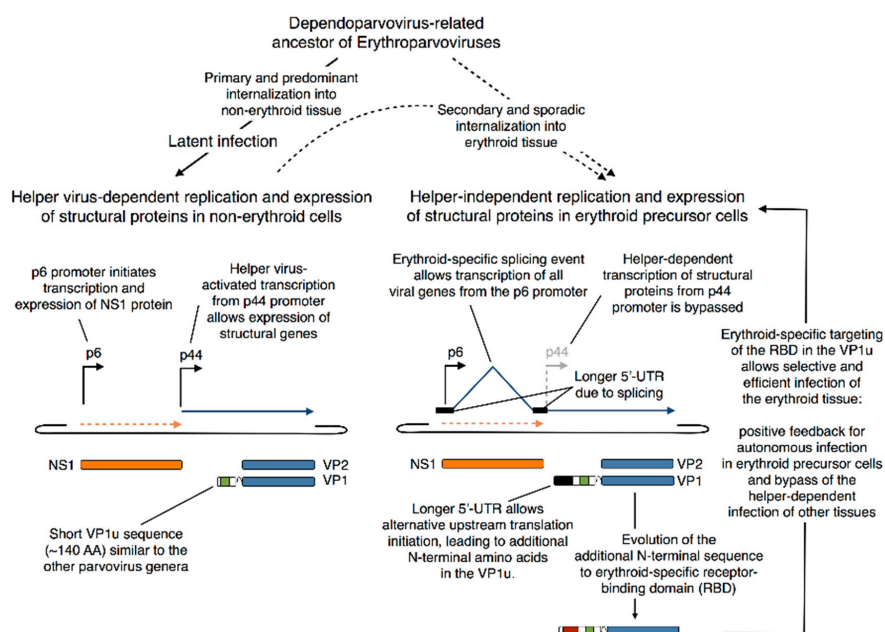 Dependoparvovirus-related
ancestor of Erythroparvoviruses
Primary and predominant
internalization into
non-erythroid tissue
Secondary and sporadic
internalization into
erythroid tissue
Latent infection
Helper virus-dependent replication and expression
of structural proteins in non-erythroid cells
Helper-independent replication and expression
of structural proteins in erythroid precursor cells
p6 promoter initiates
transcription and
expression of NS1 protein
Helper virus-
activated transcription
from p44 promoter
allows expression of
structural genes
p6
p44
NS1
VP2
VP1
Short VP1u sequence
(~140 AA) similar to the
other parvovirus genera
Erythroid-specific splicing event
allows transcription of all
viral genes from the p6 promoter
Helper-dependent
transcription of structural
proteins from p44
promoter is bypassed
p6
p44
Longer 5'-UTR
due to splicing
NS1
VP2
VP1
Longer 5'-UTR allows
alternative upstream translation
initiation, leading to additional
N-terminal amino acids
in the VP1u.
Evolution of the
additional N-terminal sequence
to erythroid-specific receptor-
binding domain (RBD)
Erythroid-specific targeting
of the RBD in the VP1u
allows selective and
efficient infection of
the erythroid tissue:
positive feedback for
autonomous infection
in erythroid precursor cells
and bypass of the
helper-dependent
infection of other tissues